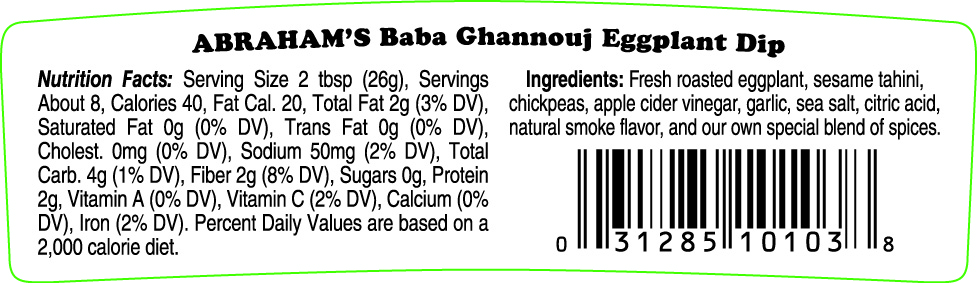 ABRAHAM'S Baba Ghannouj Eggplant Dip
Nutrition Facts: Serving Size 2 tbsp (26g), Servings
About 8, Calories 40, Fat Cal. 20, Total Fat 2g (3% DV),
Saturated Fat 0g (0% DV), Trans Fat 0g (0% DV),
Cholest. 0mg (0% DV), Sodium 50mg (2% DV), Total
Carb. 4g (1% DV), Fiber 2g (8% DV), Sugars 0g, Protein
2g, Vitamin A (0% DV), Vitamin C (2% DV), Calcium (0%
DV), Iron (2% DV). Percent Daily Values are based on a
2,000 calorie diet.
Ingredients: Fresh roasted eggplant, sesame tahini,
chickpeas, apple cider vinegar, garlic, sea salt, citric acid,
natural smoke flavor, and our own special blend of spices.
0 31285 10103 8